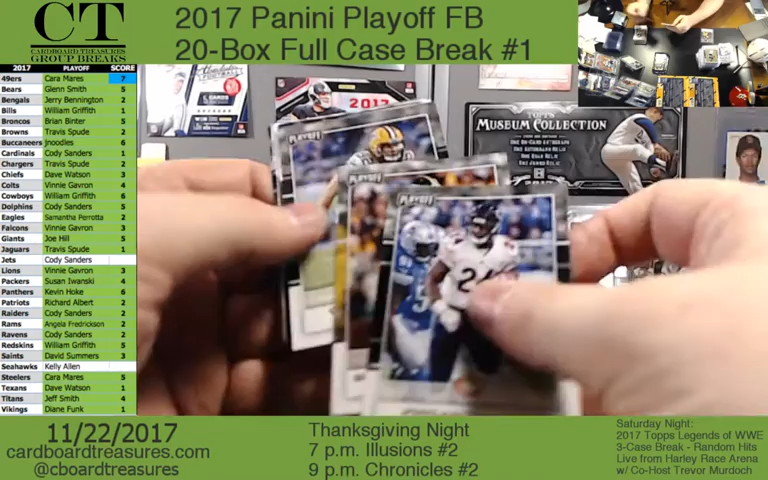 CT
CARDBOARD TREASURES
GROUP BREAKS
2017 Panini Playoff FB
20-Box Full Case Break #1
2017 PLAYOFF SCORE
49ers Cara Mares 7
Bears Glenn Smith 5
Bengals Jerry Bennington 2
Bills William Griffith 1
Broncos Brian Binter 5
Browns Travis Spude 2
Buccaneers Jnoodles 6
Cardinals Cody Sanders 1
Chargers Travis Spude 2
Chiefs Dave Watson 3
Colts Vinnie Gavron 4
Cowboys William Griffith 6
Dolphins Cody Sanders 5
Eagles Samantha Perrotta 2
Falcons Vinnie Gavron 3
Giants Joe Hill 5
Jaguars Travis Spude 1
Jets Cody Sanders
Lions Vinnie Gavron 3
Packers Susan Iwanski 4
Panthers Kevin Hoke 6
Patriots Richard Albert 2
Raiders Cody Sanders 2
Rams Angela Fredrickson 2
Ravens Cody Sanders 2
Redskins William Griffith 5
Saints David Summers 3
Seahawks Kelly Allen
Steelers Cara Mares 5
Texans Dave Watson 1
Titans Jeff Smith 4
Vikings Diane Funk 1
2017
TOPPS
MUSEUM COLLECTION
PLAYOFF
PLAYOFF
PLAYOFF
24
11/22/2017
cardboardtreasures.com
@cboardtreasures
Thanksgiving Night
7 p.m. Illusions #2
9 p.m. Chronicles #2
Saturday Night:
2017 Topps Legends of WWE
3-Case Break - Random Hits
Live from Harley Race Arena
w/ Co-Host Trevor Murdoch